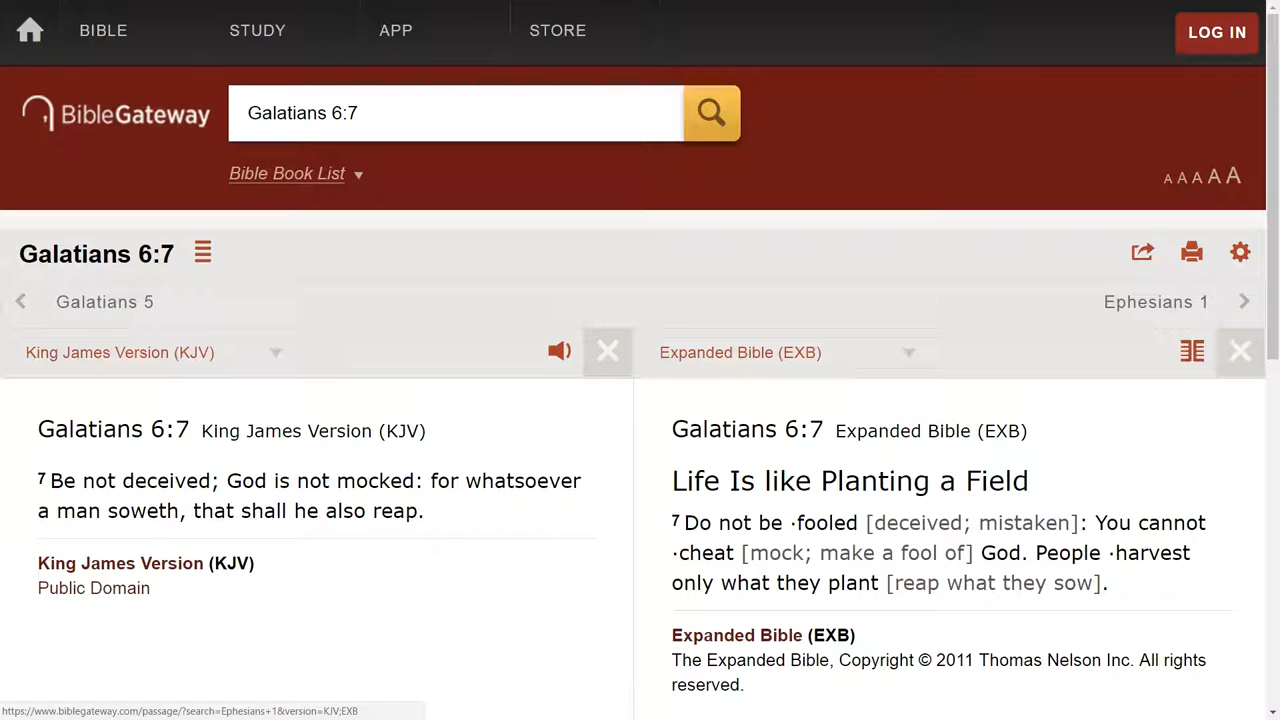 BIBLE STUDY APP STORE LOG IN
BibleGateway
Galatians 6:7
Bible Book List
A A A A A
Galatians 6:7
Galatians 5
Ephesians 1
King James Version (KJV)
Expanded Bible (EXB)
Galatians 6:7 King James Version (KJV)
7 Be not deceived; God is not mocked: for whatsoever
a man soweth, that shall he also reap.
King James Version (KJV)
Public Domain
Galatians 6:7 Expanded Bible (EXB)
Life Is like Planting a Field
7 Do not be ·fooled [deceived; mistaken]: You cannot
·cheat [mock; make a fool of] God. People ·harvest
only what they plant [reap what they sow].
Expanded Bible (EXB)
The Expanded Bible, Copyright © 2011 Thomas Nelson Inc. All rights
reserved.
https://www.biblegateway.com/passage/?search=Ephesians+1&version=KJV;EXB